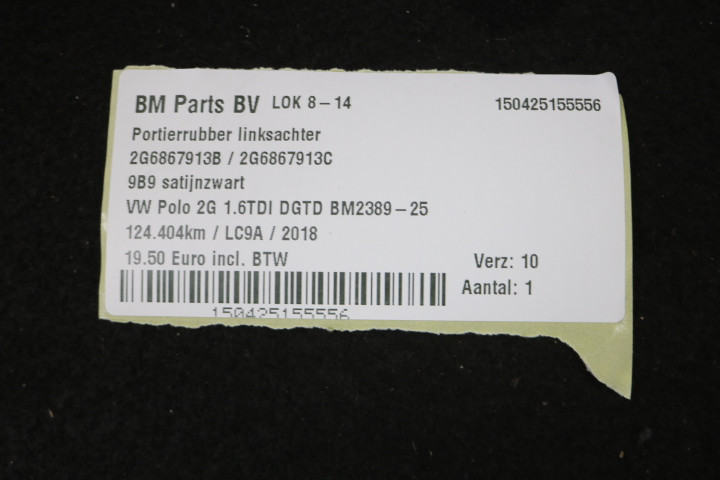 BM Parts BV LOK 8-14 150425155556
Portierrubber linksachter
2G6867913B / 2G6867913C
9B9 satijnzwart
VW Polo 2G 1.6TDI DGTD BM2389-25
124.404km / LC9A / 2018
19.50 Euro incl. BTW Verz: 10
Aantal: 1
150425155556